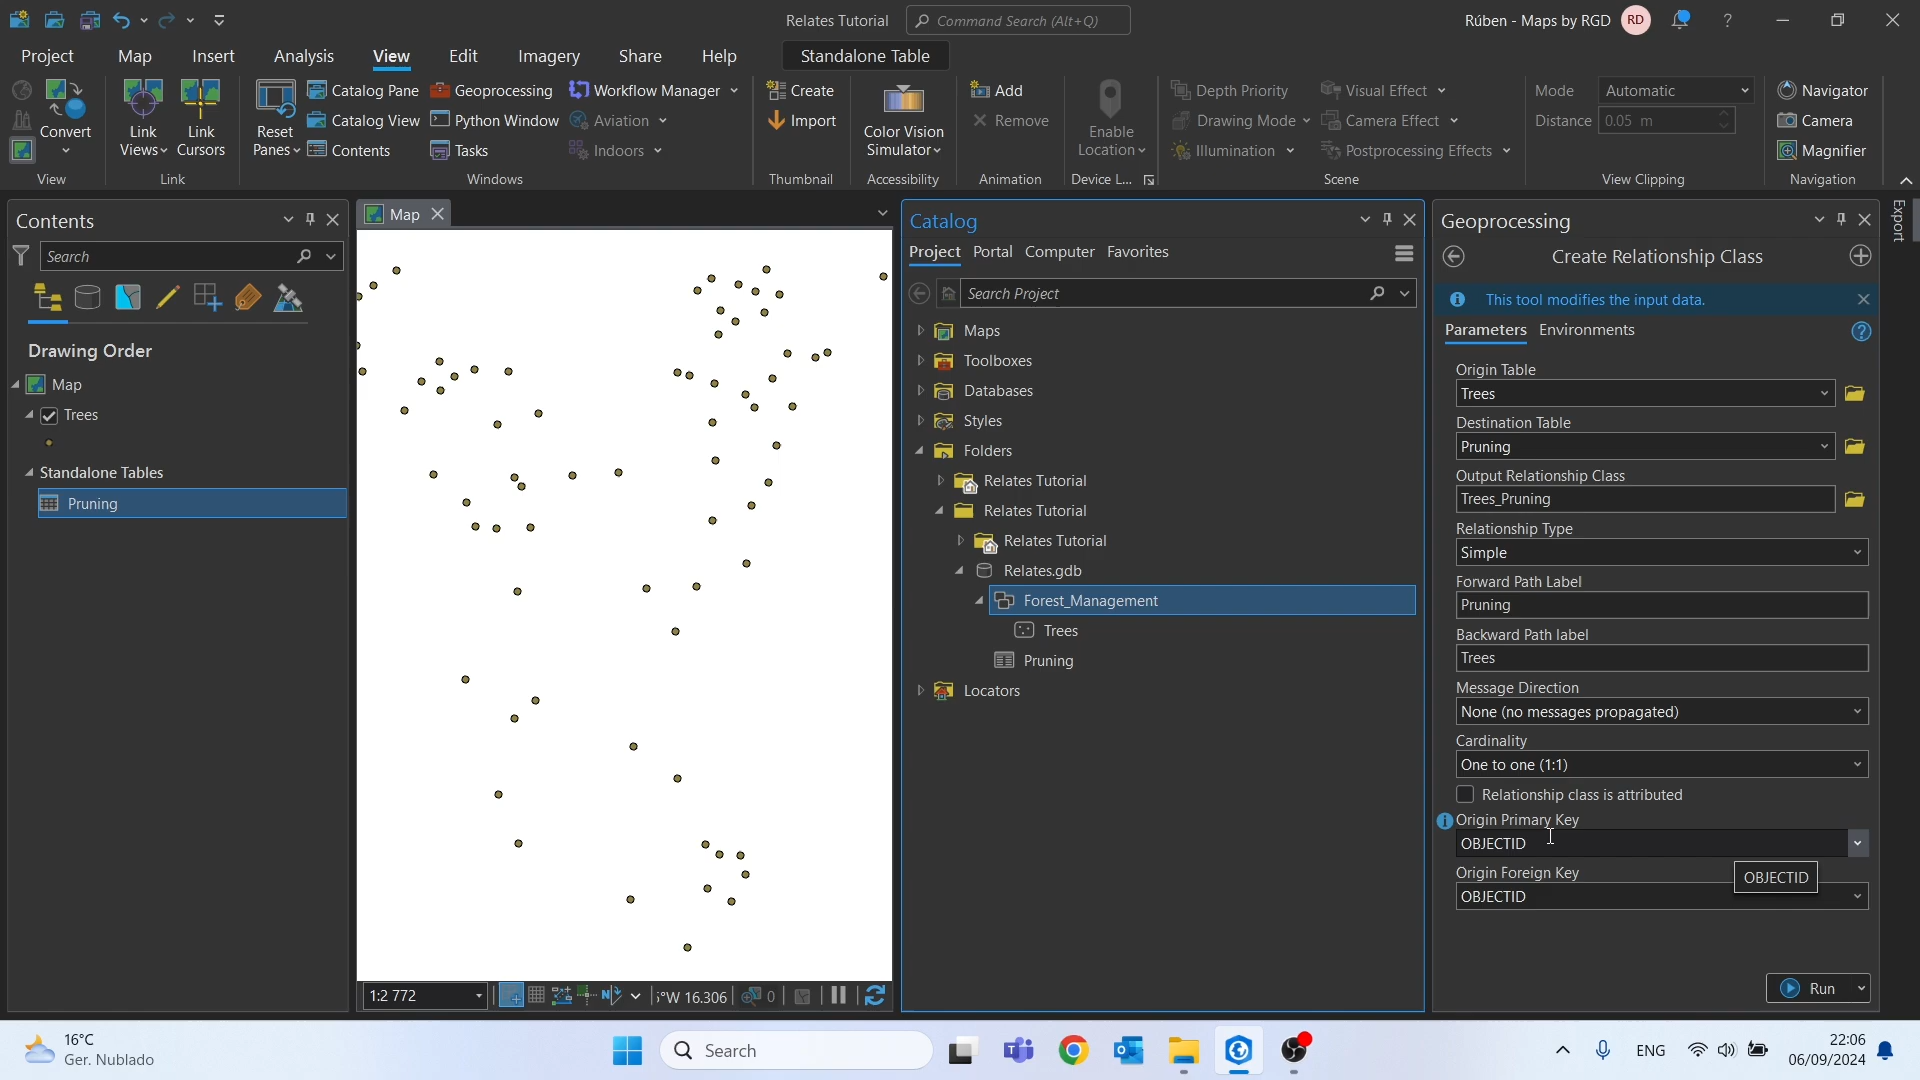 Relates Tutorial
Command Search (Alt+Q)
Rúben - Maps by RGD
RD
?
Project
Map
Insert
Analysis
View
Edit
Imagery
Share
Help
Standalone Table
Convert
View
Link Views
Link Cursors
Link
Reset Panes
Catalog Pane
Catalog View
Contents
Geoprocessing
Python Window
Tasks
Workflow Manager
Aviation
Indoors
Windows
Create
Import
Thumbnail
Color Vision Simulator
Accessibility
Add
Remove
Animation
Enable Location
Device L...
Depth Priority
Drawing Mode
Illumination
Visual Effect
Camera Effect
Postprocessing Effects
Scene
Mode
Automatic
Distance
0.05 m
View Clipping
Navigator
Camera
Magnifier
Navigation
Contents
Search
Drawing Order
Map
Trees
Standalone Tables
Pruning
Map
1:2 772
5°W 16.306
0
Catalog
Project
Portal
Computer
Favorites
Search Project
Maps
Toolboxes
Databases
Styles
Folders
Relates Tutorial
Relates Tutorial
Relates Tutorial
Relates.gdb
Forest_Management
Trees
Pruning
Locators
Geoprocessing
Create Relationship Class
This tool modifies the input data.
Parameters
Environments
?
Origin Table
Trees
Destination Table
Pruning
Output Relationship Class
Trees_Pruning
Relationship Type
Simple
Forward Path Label
Pruning
Backward Path label
Trees
Message Direction
None (no messages propagated)
Cardinality
One to one (1:1)
Relationship class is attributed
Origin Primary Key
OBJECTID
OBJECTID
Origin Foreign Key
OBJECTID
Run
Export
16°C
Ger. Nublado
Search
ENG
22:06
06/09/2024